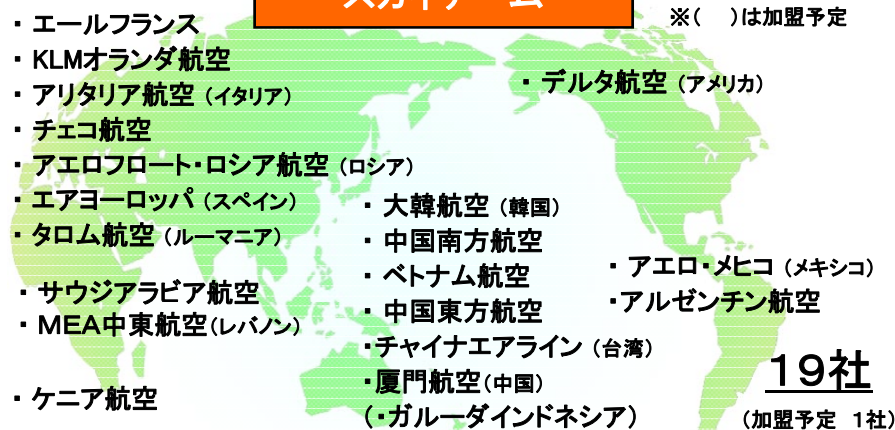 スカイチーム
※(　)は加盟予定
・エールフランス
・KLMオランダ航空
・アリタリア航空（イタリア）
・チェコ航空
・アエロフロート・ロシア航空（ロシア）
・エアヨーロッパ（スペイン）
・タロム航空（ルーマニア）
・サウジアラビア航空
・MEA中東航空（レバノン）
・ケニア航空
・デルタ航空（アメリカ）
・大韓航空（韓国）
・中国南方航空
・ベトナム航空
・中国東方航空
・チャイナエアライン（台湾）
・厦門航空（中国）
（・ガルーダインドネシア）
・アエロ・メヒコ（メキシコ）
・アルゼンチン航空
19社
（加盟予定　1社）